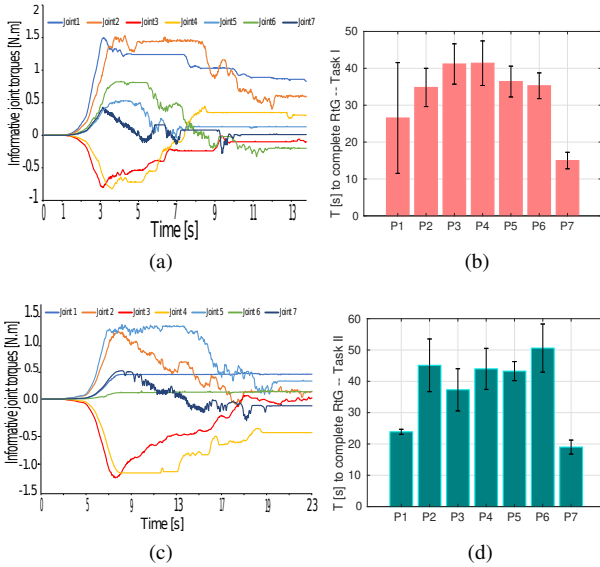 Joint1 Joint2 Joint3 Joint4 Joint5 Joint6 Joint7
Informative joint torques [N.m]
2
1.5
1
0.5
0
-0.5
-1
0 1 3 5 7 9 11 13
Time [s]
(a)
T [s] to complete RtG -- Task I
50
40
30
20
10
0
P1 P2 P3 P4 P5 P6 P7
(b)
Joint 1 Joint 2 Joint 3 Joint 4 Joint 5 Joint 6 Joint 7
Informative joint torques [N.m]
1.5
1.0
0.5
0.0
-0.5
-1.0
-1.5
0 5 9 13 17 19 23
Time [s]
(c)
T [s] to complete RtG -- Task II
60
50
40
30
20
10
0
P1 P2 P3 P4 P5 P6 P7
(d)